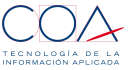 COA
TECNOLOGÍA DE LA
INFORMACIÓN APLICADA